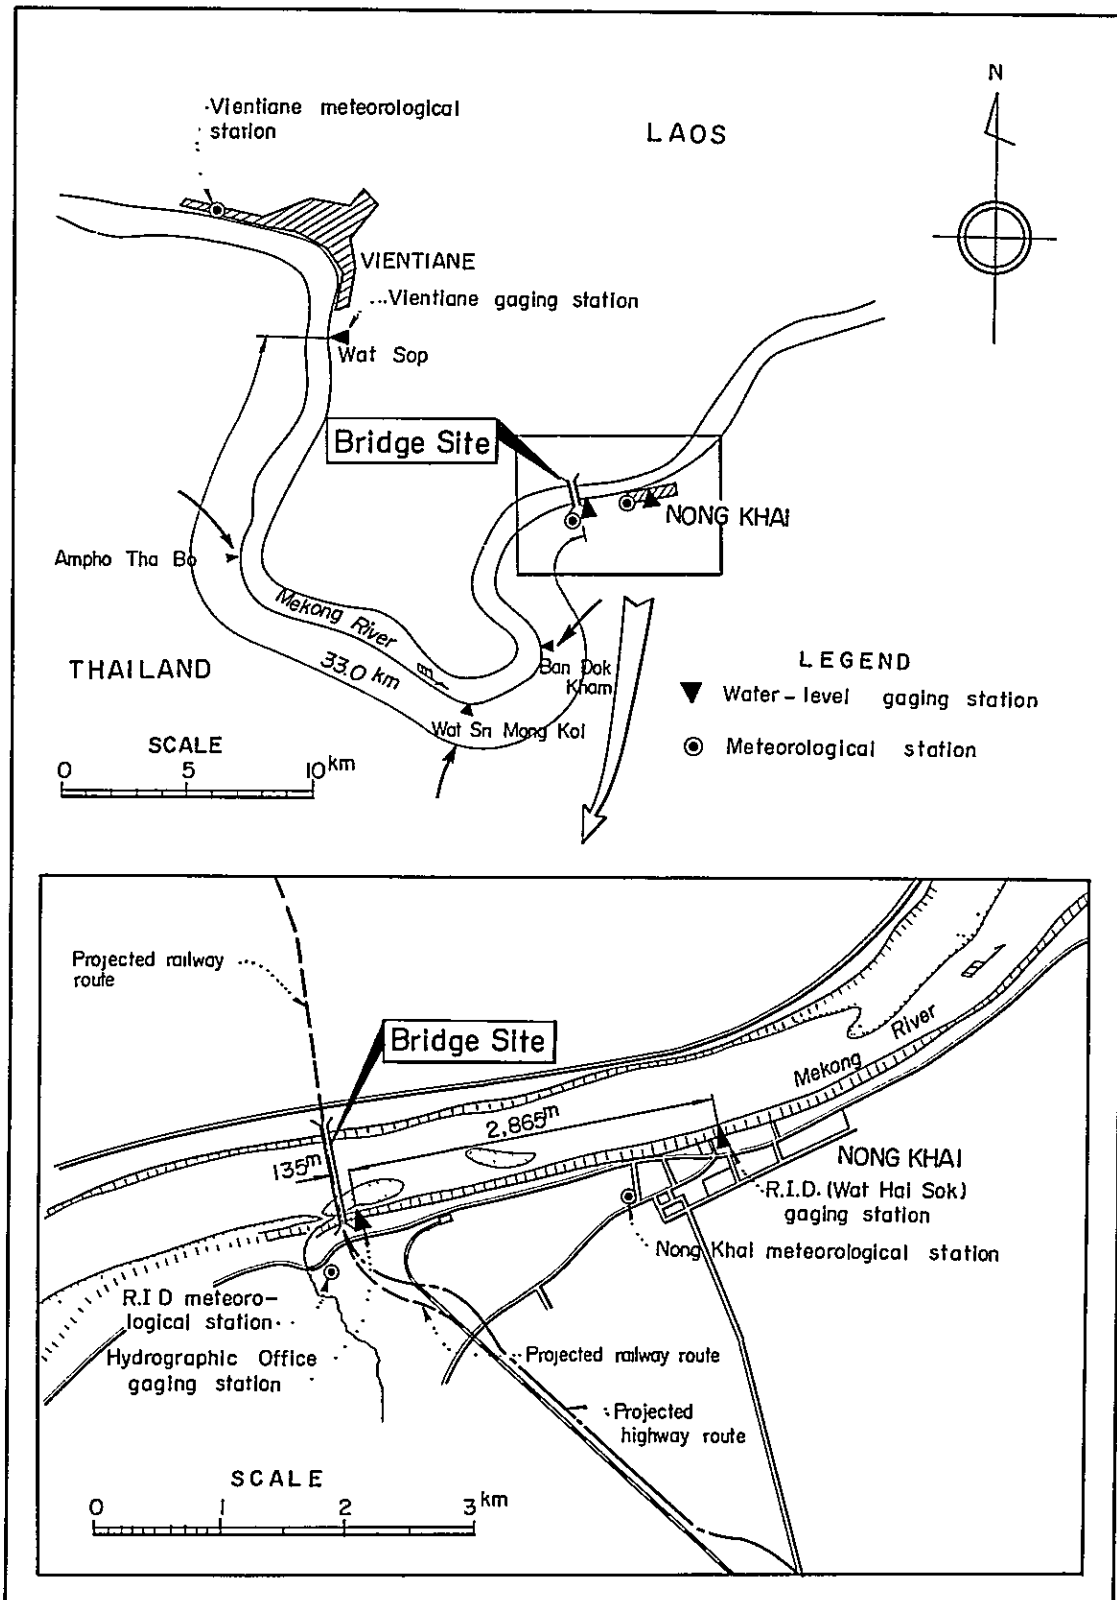 Vientiane meteorological
station
LAOS
N
VIENTIANE
Vientiane gaging station
Wat Sop
Bridge Site
NONG KHAI
Ampho Tha Bo
Mekong River
33.0 km
THAILAND
Ban Dok
Kham
Wat Sri Mong Kol
LEGEND
Water-level gaging station
Meteorological station
SCALE
0 5 10 km
Projected railway
route
Bridge Site
River
Mekong
2,865m
135m
NONG KHAI
R.I.D. (Wat Hai Sok)
gaging station
Nong Khai meteorological station
R.I.D meteoro-
logical station
Hydrographic Office
gaging station
Projected railway route
Projected
highway route
SCALE
0 1 2 3 km